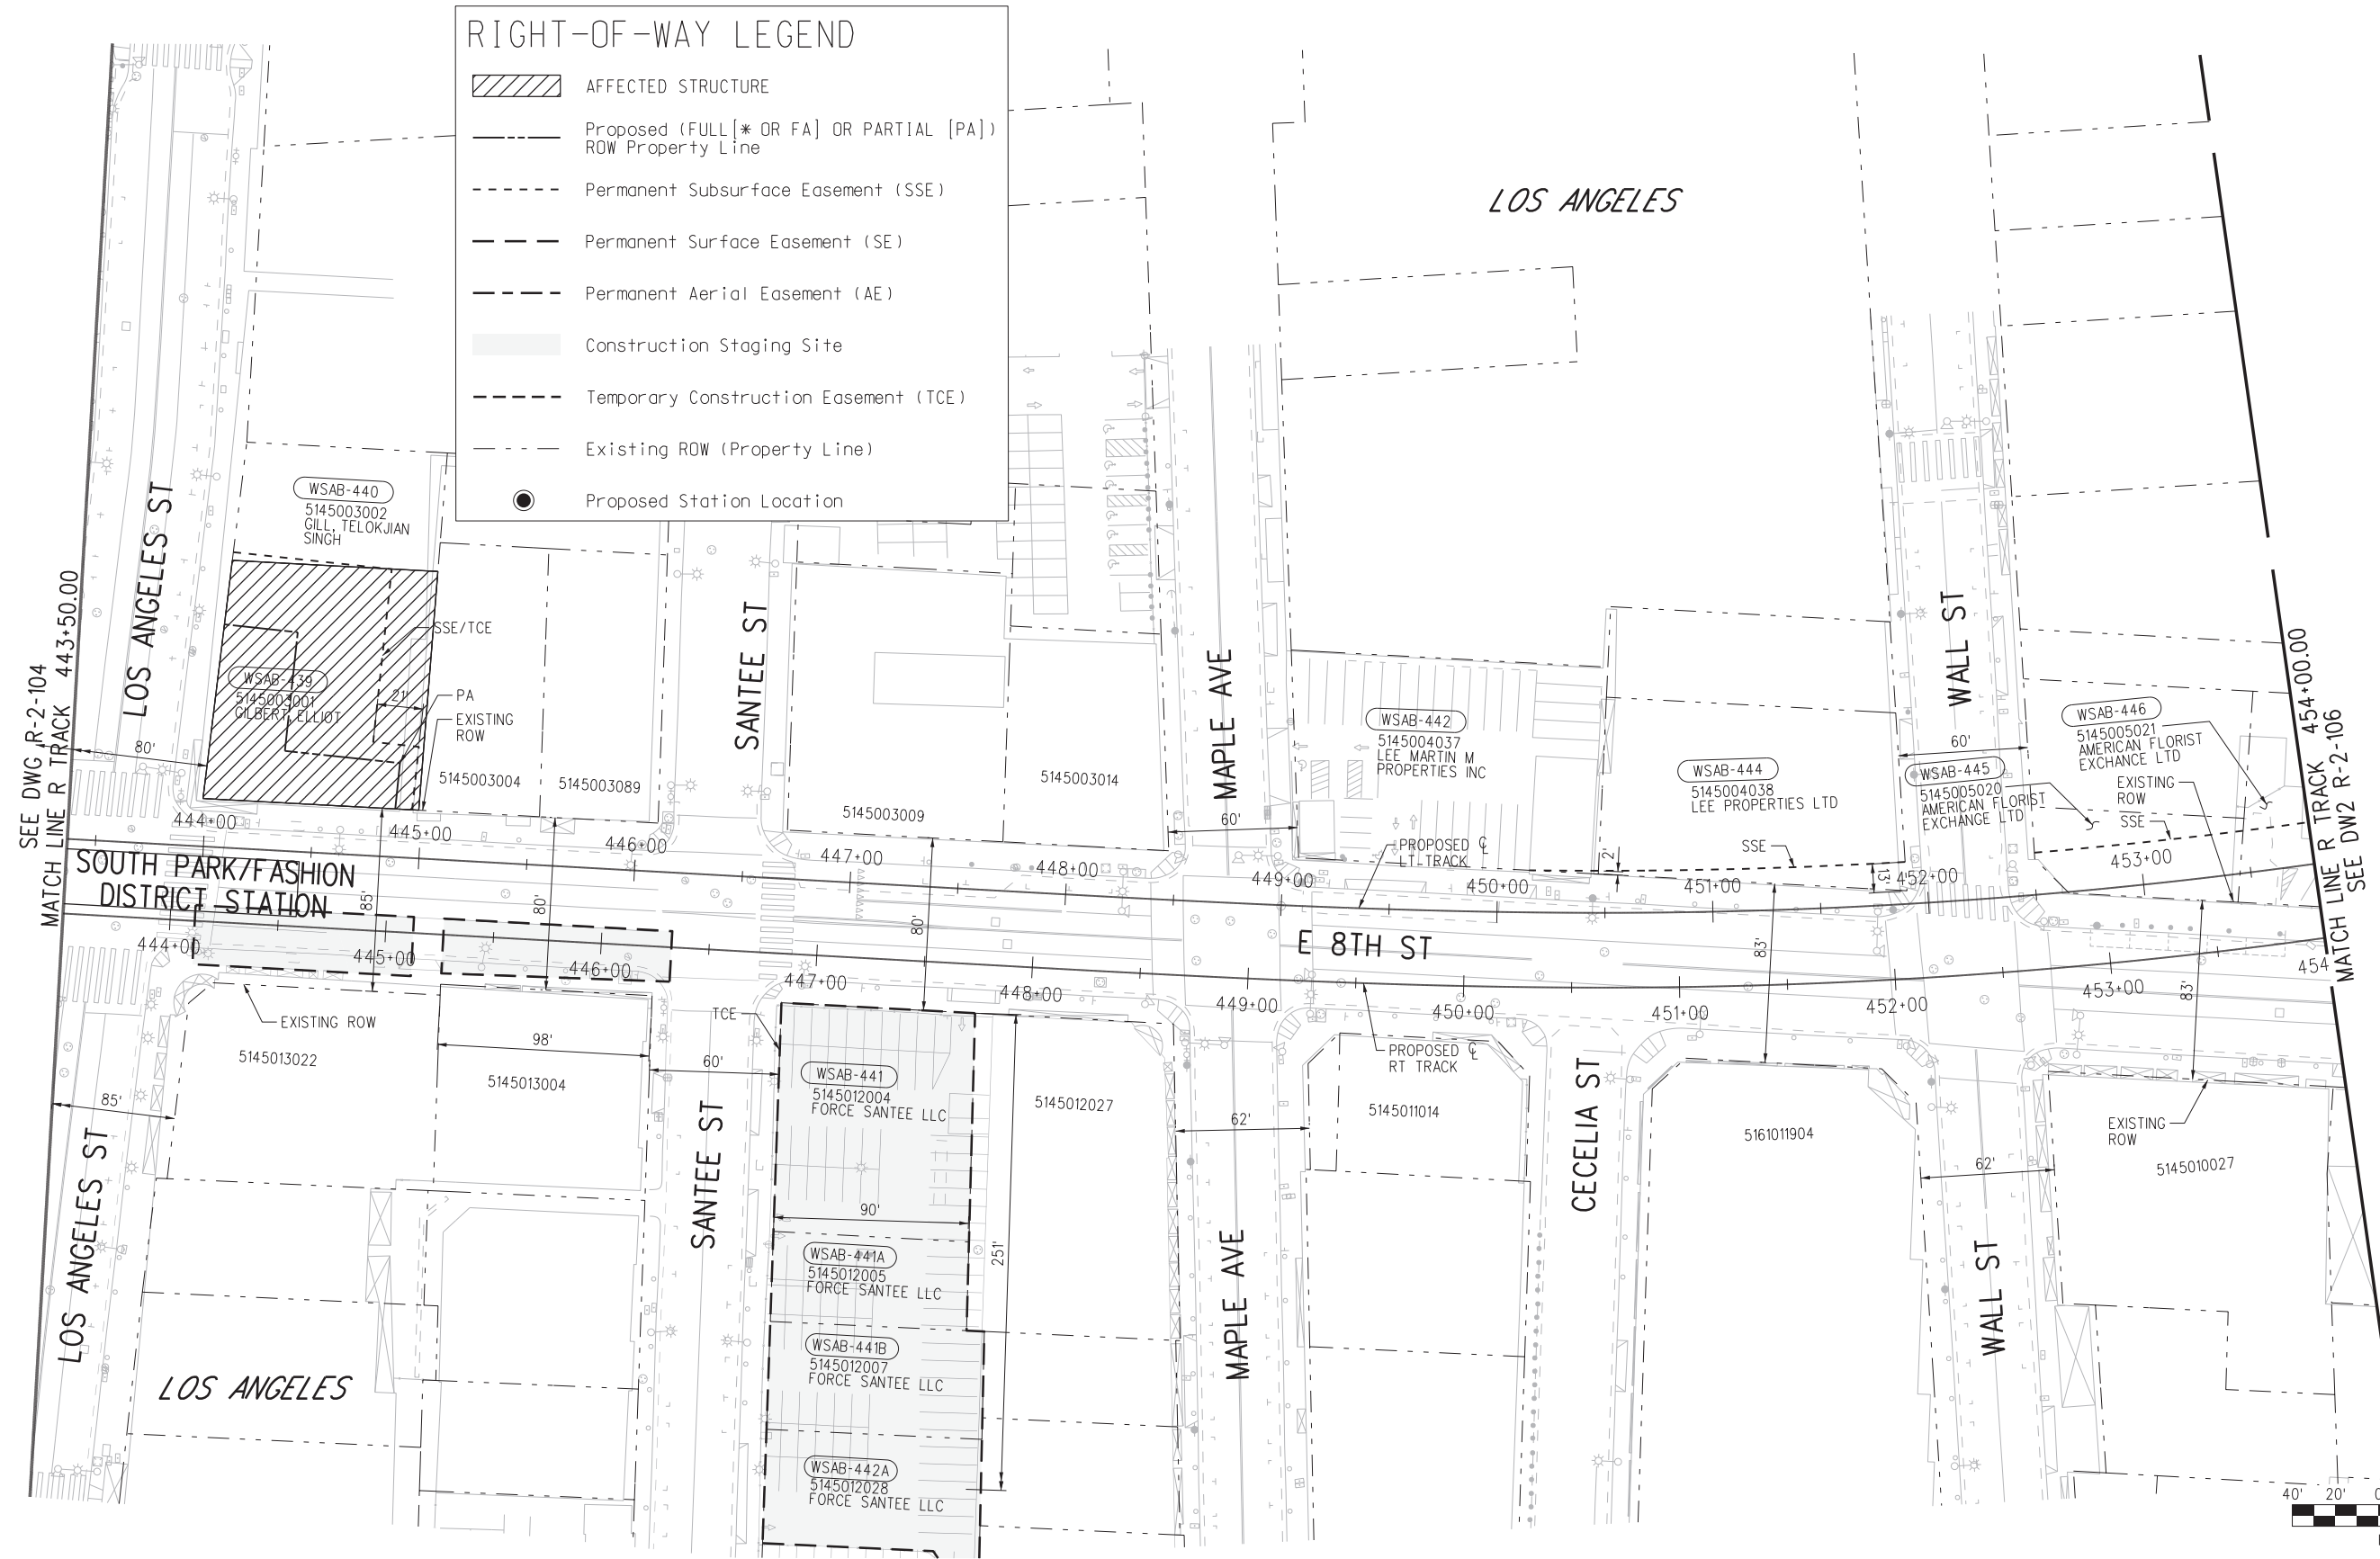 RIGHT-OF-WAY LEGEND
AFFECTED STRUCTURE
Proposed (FULL[* OR FA] OR PARTIAL [PA])
ROW Property Line
Permanent Subsurface Easement (SSE)
Permanent Surface Easement (SE)
Permanent Aerial Easement (AE)
Construction Staging Site
Temporary Construction Easement (TCE)
Existing ROW (Property Line)
Proposed Station Location
LOS ANGELES
SEE DWG R-2-104
MATCH LINE R TRACK 443+50.00
LOS ANGELES ST
WSAB-440
5145003002
GILL, TELOKJIAN
SINGH
SSE/TCE
WSAB-439
5145003001
GILBERT, ELLIOT
21'
PA
EXISTING
ROW
80'
5145003004
5145003089
SANTEE ST
5145003009
5145003014
MAPLE AVE
60'
WSAB-442
5145004037
LEE MARTIN M
PROPERTIES INC
WSAB-444
5145004038
LEE PROPERTIES LTD
SSE
2'
13'
WALL ST
60'
WSAB-445
5145005020
AMERICAN FLORIST
EXCHANGE LTD
WSAB-446
5145005021
AMERICAN FLORIST
EXCHANGE LTD
EXISTING
ROW
SSE
MATCH LINE R TRACK 454+00.00
SEE DW2 R-2-106
444+00
445+00
446+00
447+00
448+00
449+00
450+00
451+00
452+00
453+00
PROPOSED ℄
LT TRACK
SOUTH PARK/FASHION
DISTRICT STATION
85'
80'
80'
E 8TH ST
83'
83'
444+00
445+00
446+00
447+00
448+00
449+00
450+00
451+00
452+00
453+00
454
PROPOSED ℄
RT TRACK
EXISTING ROW
5145013022
85'
LOS ANGELES ST
98'
5145013004
60'
SANTEE ST
TCE
WSAB-441
5145012004
FORCE SANTEE LLC
90'
WSAB-441A
5145012005
FORCE SANTEE LLC
WSAB-441B
5145012007
FORCE SANTEE LLC
WSAB-442A
5145012028
FORCE SANTEE LLC
251'
5145012027
62'
MAPLE AVE
5145011014
CECELIA ST
5161011904
62'
WALL ST
EXISTING
ROW
5145010027
LOS ANGELES
40' 20' 0